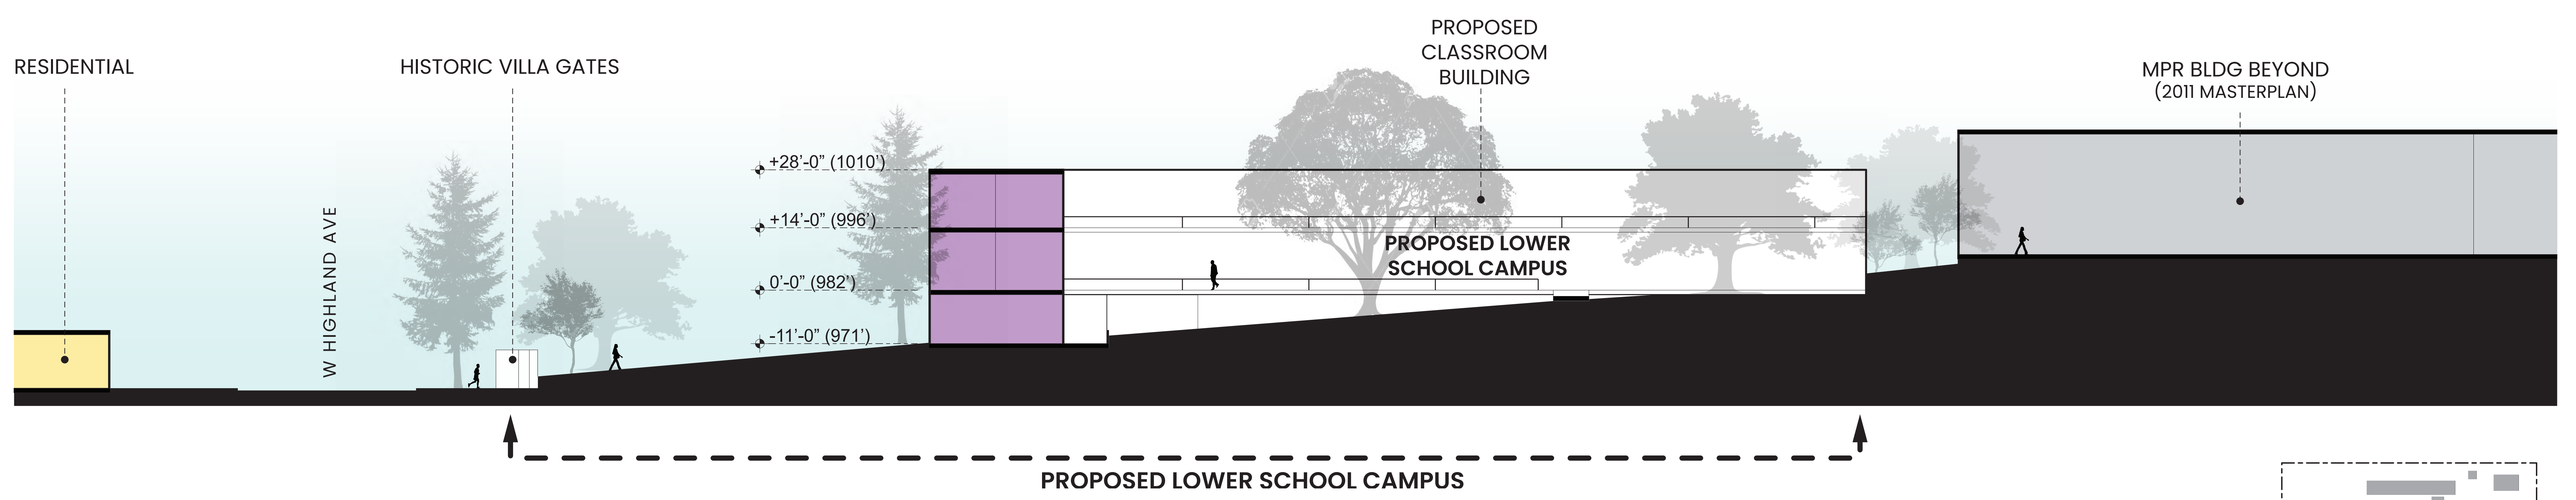 RESIDENTIAL
HISTORIC VILLA GATES
W HIGHLAND AVE
+28'-0" (1010')
+14'-0" (996')
0'-0" (982')
-11'-0" (971')
PROPOSED
CLASSROOM
BUILDING
PROPOSED LOWER
SCHOOL CAMPUS
MPR BLDG BEYOND
(2011 MASTERPLAN)
PROPOSED LOWER SCHOOL CAMPUS